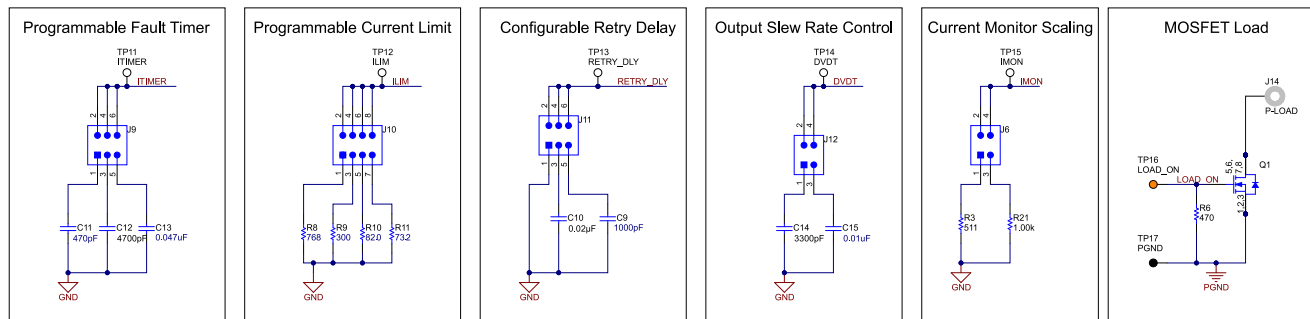 Programmable Fault Timer
TP11
ITIMER
ITIMER
2
4
6
J9
1
3
5
C11
470pF
C12
4700pF
C13
0.047uF
GND
Programmable Current Limit
TP12
ILIM
ILIM
2
4
6
8
J10
1
3
5
7
R8
768
R9
300
R10
82.0
R11
732
GND
Configurable Retry Delay
TP13
RETRY_DLY
RETRY_DLY
2
4
6
J11
1
3
5
C10
0.02µF
C9
1000pF
GND
Output Slew Rate Control
TP14
DVDT
DVDT
2
4
J12
1
3
C14
3300pF
C15
0.01uF
GND
Current Monitor Scaling
TP15
IMON
IMON
2
4
J6
1
3
R3
511
R21
1.00k
GND
MOSFET Load
J14
P-LOAD
TP16
LOAD_ON
LOAD_ON
5,6,
7,8
Q1
1,2,3
R6
470
TP17
PGND
PGND